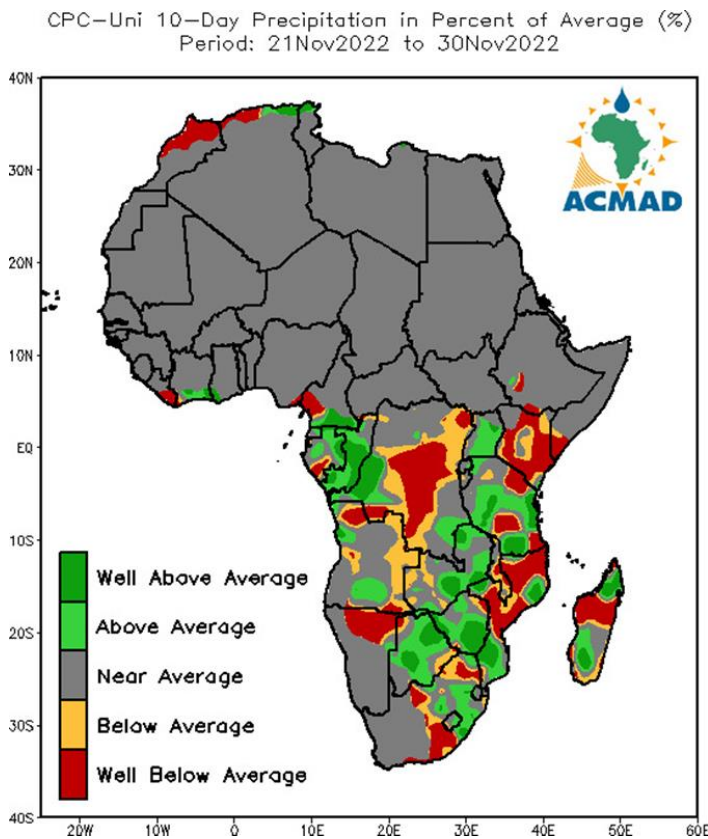 CPC-Uni 10-Day Precipitation in Percent of Average (%)
Period: 21Nov2022 to 30Nov2022
40N
30N
20N
10N
EQ
10S
20S
30S
40S
ACMAD
Well Above Average
Above Average
Near Average
Below Average
Well Below Average
20W
10W
0
10E
20E
30E
40E
50E
60E